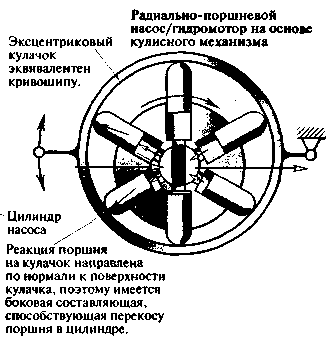 Радиально-поршневой
насос/гидромотор на основе
кулисного механизма
Эксцентриковый
кулачок
эквивалентен
кривошипу.
Цилиндр
насоса
Реакция поршня
на кулачок направлена
по нормали к поверхности
кулачка, поэтому имеется
боковая составляющая,
способствующая перекосу
поршня в цилиндре.